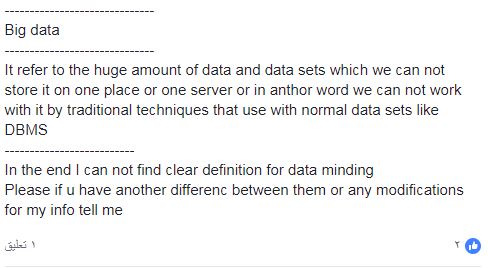 -----------------------------
Big data
-----------------------------
It refer to the huge amount of data and data sets which we can not
store it on one place or one server or in anthor word we can not work
with it by traditional techniques that use with normal data sets like
DBMS
-------------------------
In the end I can not find clear definition for data minding
Please if u have another differenc between them or any modifications
for my info tell me
٢
١ تعليق